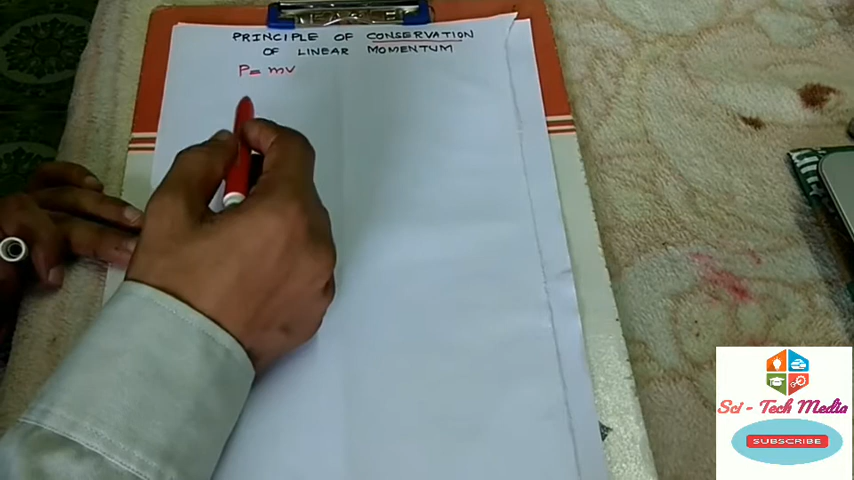 PRINCIPLE OF CONSERVATION
OF LINEAR MOMENTUM
P = mv
Sci - Tech Media
SUBSCRIBE